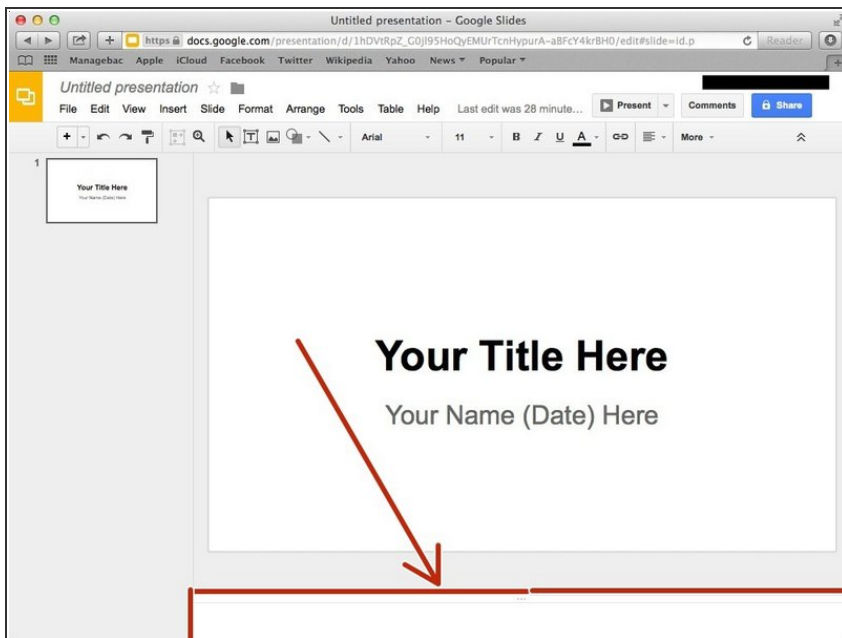 Untitled presentation – Google Slides
https docs.google.com/presentation/d/1hDVtRpZ_G0jl95HoQyEMUrTcnHypurA-aBFcY4krBH0/edit#slide=id.p Reader
Managebac Apple iCloud Facebook Twitter Wikipedia Yahoo News Popular
Untitled presentation
File Edit View Insert Slide Format Arrange Tools Table Help Last edit was 28 minute... Present Comments Share
Arial 11 B I U A More
1
Your Title Here
Your Name (Date) Here
Your Title Here
Your Name (Date) Here